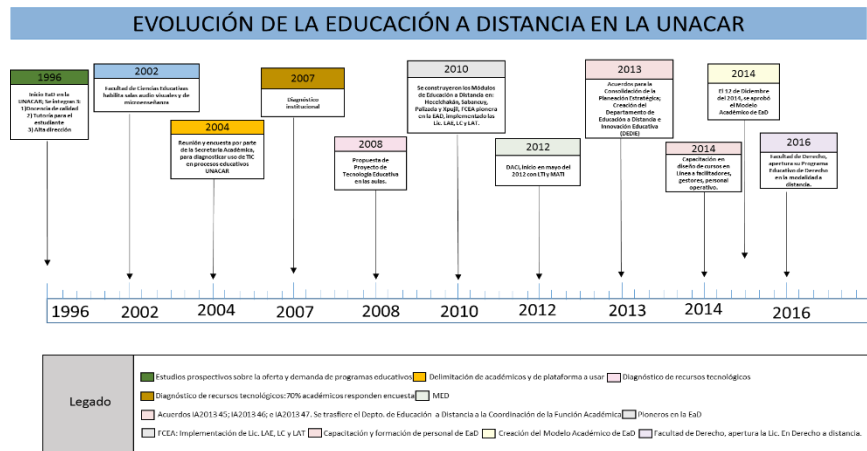 EVOLUCIÓN DE LA EDUCACIÓN A DISTANCIA EN LA UNACAR
1996
Inicio EaD en la
UNACAR; Se integran 3:
1)Docencia de calidad
2) Tutoría para el
estudiante
3) Alta dirección
2002
Facultad de Ciencias Educativas
habilita salas audio visuales y de
microenseñanza
2004
Reunión y encuesta por parte
de la Secretaría Académica,
para diagnosticar uso de TIC
en procesos educativos
UNACAR
2007
Diagnóstico
institucional
2008
Propuesta de
Proyecto de
Tecnología Educativa
en las aulas.
2010
Se construyeron los Módulos
de Educación a Distancia en:
Hecelchakán, Sabancuy,
Palizada y Xpujil, FCEA pionera
en la EAD, implementado las
Lic. LAE, LC y LAT.
2012
DACI, inicio en mayo del
2012 con LTI y MATI
2013
Acuerdos para la
Consolidación de la
Planeación Estratégica;
Creación del
Departamento de
Educación a Distancia e
Innovación Educativa
(DEDIE)
2014
Capacitación en
diseño de cursos en
Línea a facilitadores,
gestores, personal
operativo.
2014
El 12 de Diciembre
del 2014, se aprobó
el Modelo
Académico de EaD
2016
Facultad de Derecho,
apertura su Programa
Educativo de Derecho
en la modalidad a
distancia.
1996 2002 2004 2007 2008 2010 2012 2013 2014 2016
Legado
Estudios prospectivos sobre la oferta y demanda de programas educativos Delimitación de académicos y de plataforma a usar Diagnóstico de recursos tecnológicos
Diagnóstico de recursos tecnológicos:70% académicos responden encuesta MED
Acuerdos IA2013 45; IA2013 46; e IA2013 47. Se trasfiere el Depto. de Educación a Distancia a la Coordinación de la Función Académica Pioneros en la EaD
FCEA: Implementación de Lic. LAE, LC y LAT Capacitación y formación de personal de EaD Creación del Modelo Académico de EaD Facultad de Derecho, apertura la Lic. En Derecho a distancia.